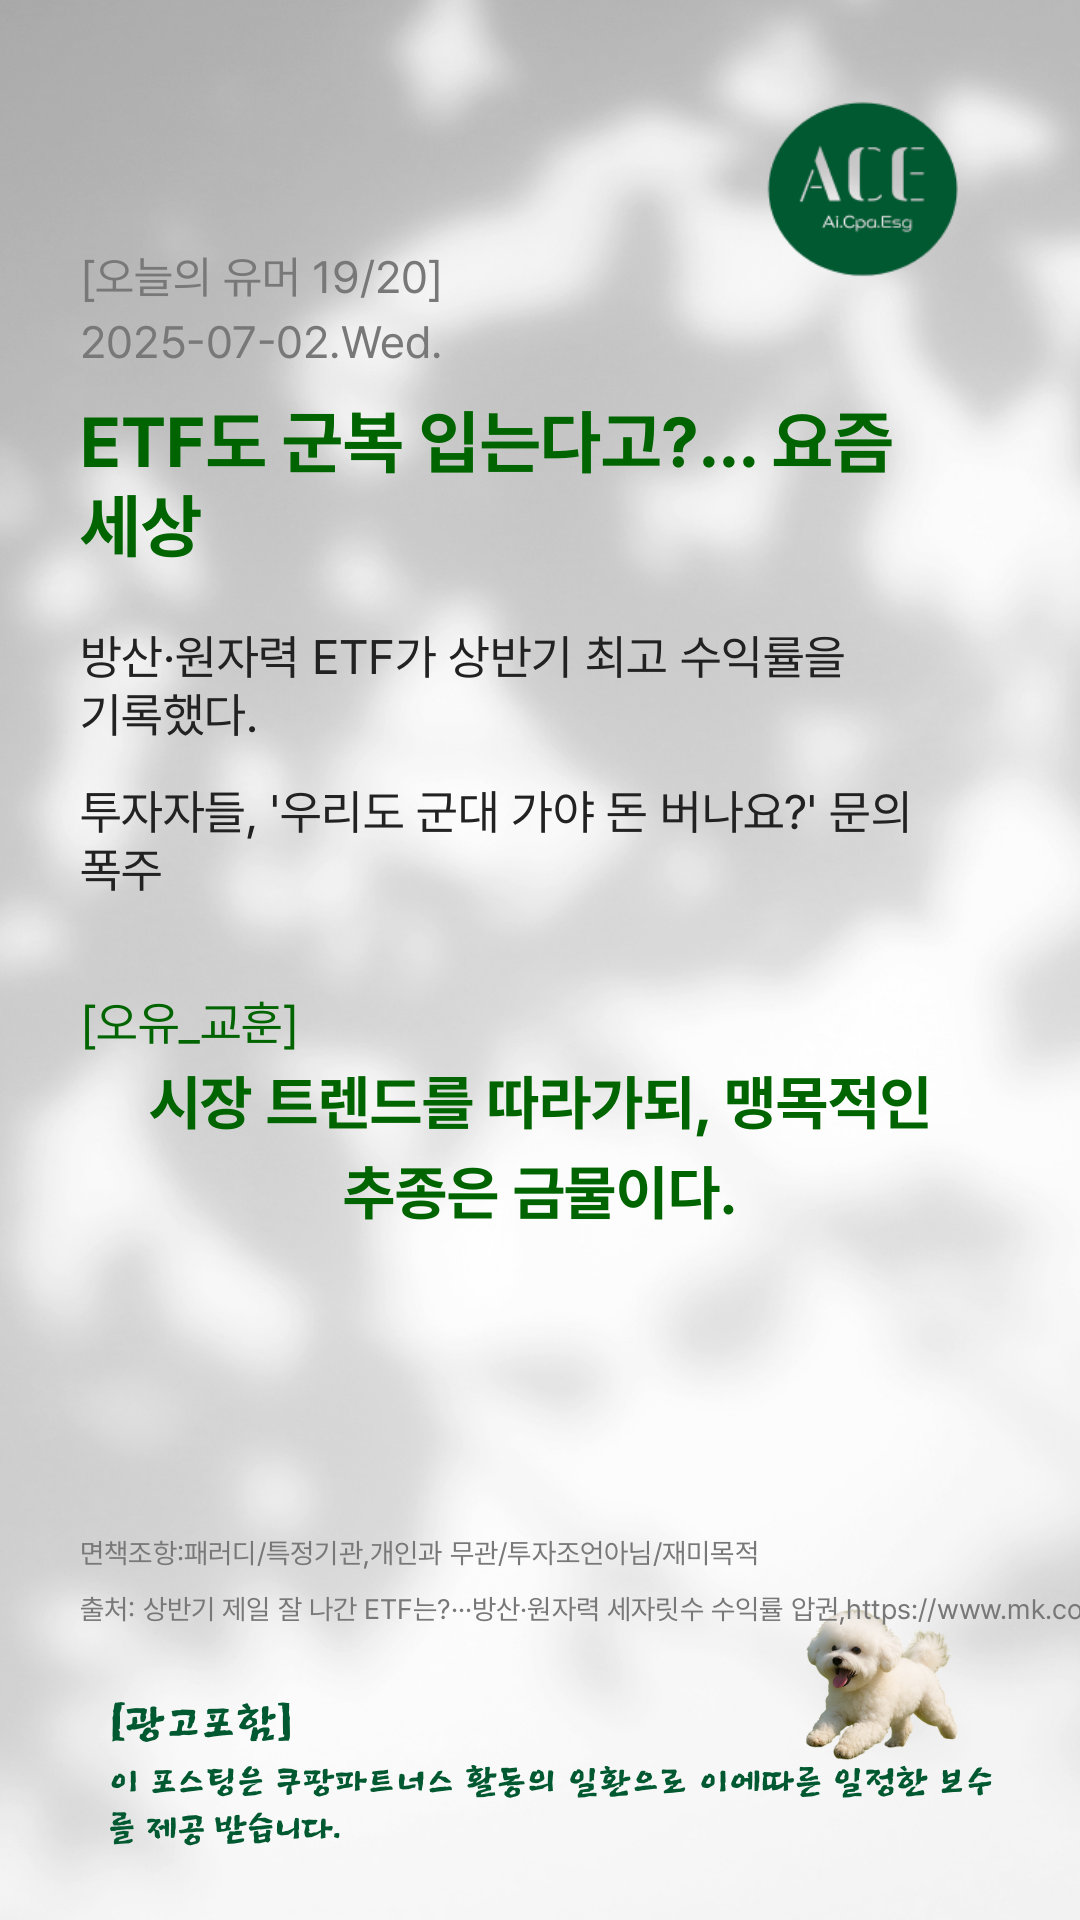 ACE
Ai.Cpa.Esg
[오늘의 유머 19/20]
2025-07-02.Wed.
ETF도 군복 입는다고?... 요즘
세상
방산·원자력 ETF가 상반기 최고 수익률을
기록했다.
투자자들, '우리도 군대 가야 돈 버나요?' 문의
폭주
[오유_교훈]
시장 트렌드를 따라가되, 맹목적인
추종은 금물이다.
면책조항:패러디/특정기관,개인과 무관/투자조언아님/재미목적
출처: 상반기 제일 잘 나간 ETF는?…방산·원자력 세자릿수 수익률 압권,https://www.mk.co
[광고포함]
이 포스팅은 쿠팡파트너스 활동의 일환으로 이에따른 일정한 보수
를 제공 받습니다.